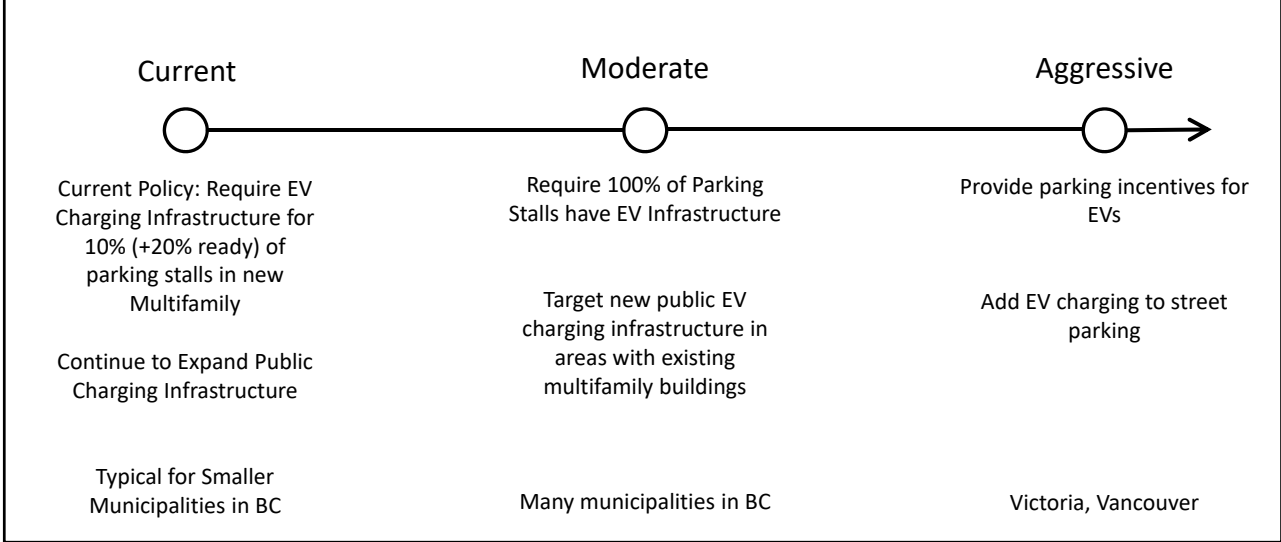 Current
Moderate
Aggressive
Current Policy: Require EV
Charging Infrastructure for
10% (+20% ready) of
parking stalls in new
Multifamily
Continue to Expand Public
Charging Infrastructure
Typical for Smaller
Municipalities in BC
Require 100% of Parking
Stalls have EV Infrastructure
Target new public EV
charging infrastructure in
areas with existing
multifamily buildings
Many municipalities in BC
Provide parking incentives for
EVs
Add EV charging to street
parking
Victoria, Vancouver